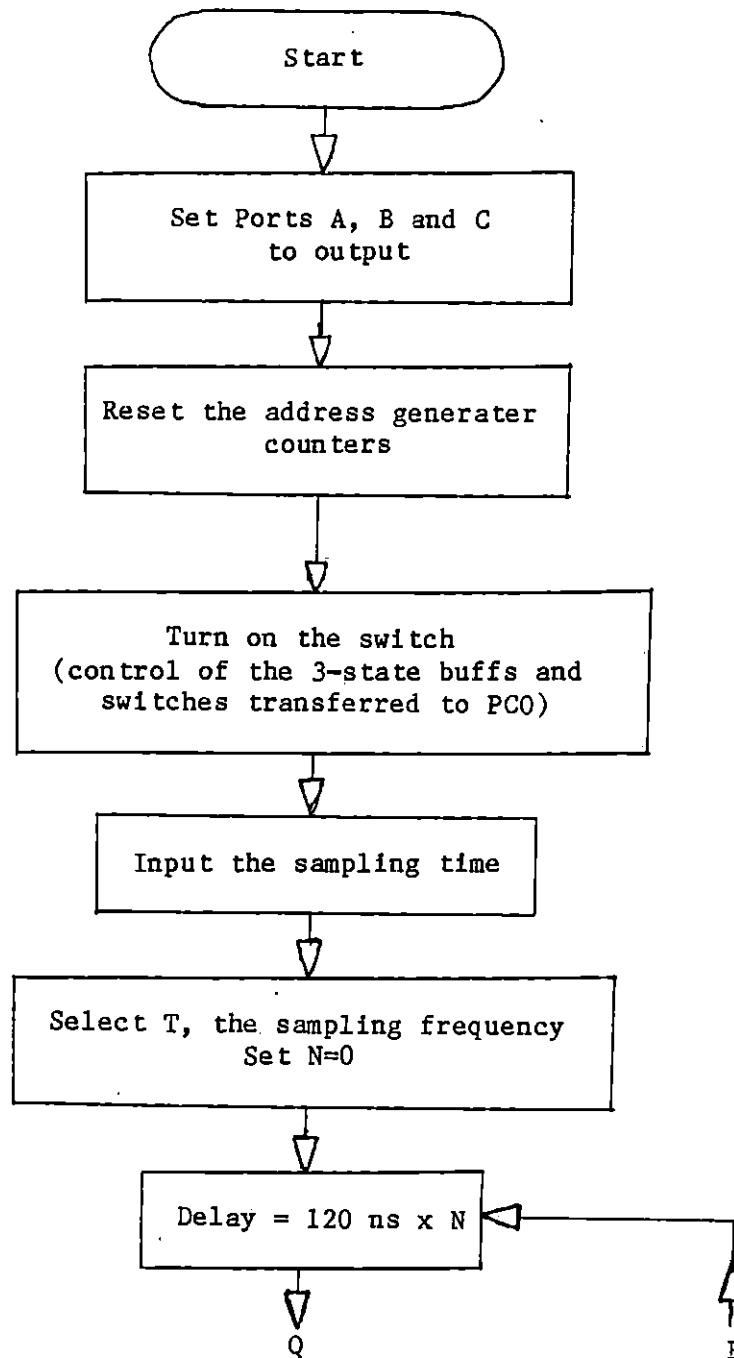 Start
Set Ports A, B and C
to output
Reset the address generater
counters
Turn on the switch
(control of the 3-state buffs and
switches transferred to PC0)
Input the sampling time
Select T, the sampling frequency
Set N=0
Delay = 120 ns x N
Q